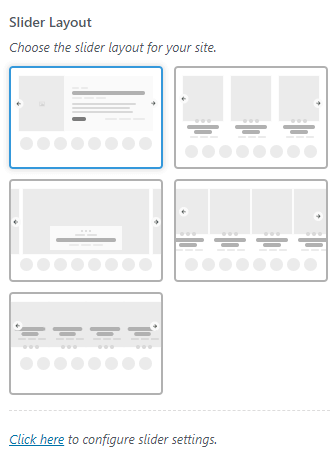 Slider Layout
Choose the slider layout for your site.
Click here to configure slider settings.